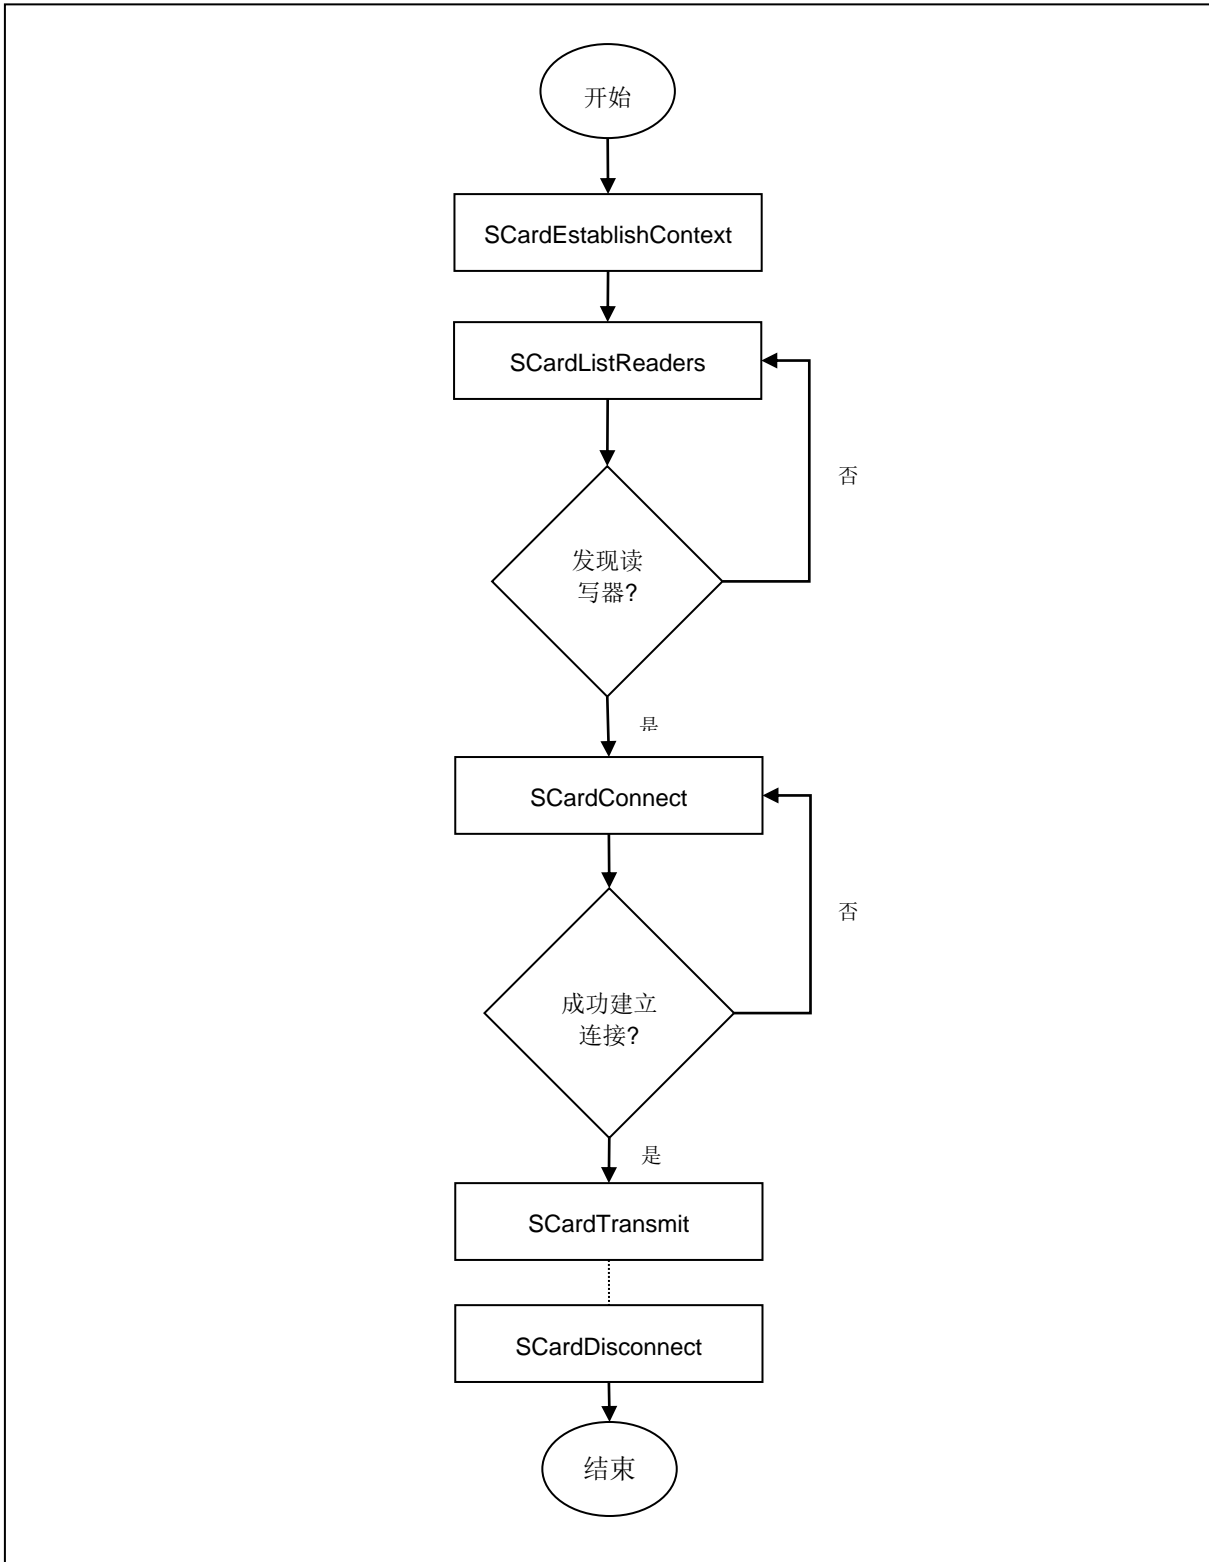 开始
SCardEstablishContext
SCardListReaders
否
发现读
写器?
是
SCardConnect
否
成功建立
连接?
是
SCardTransmit
SCardDisconnect
结束